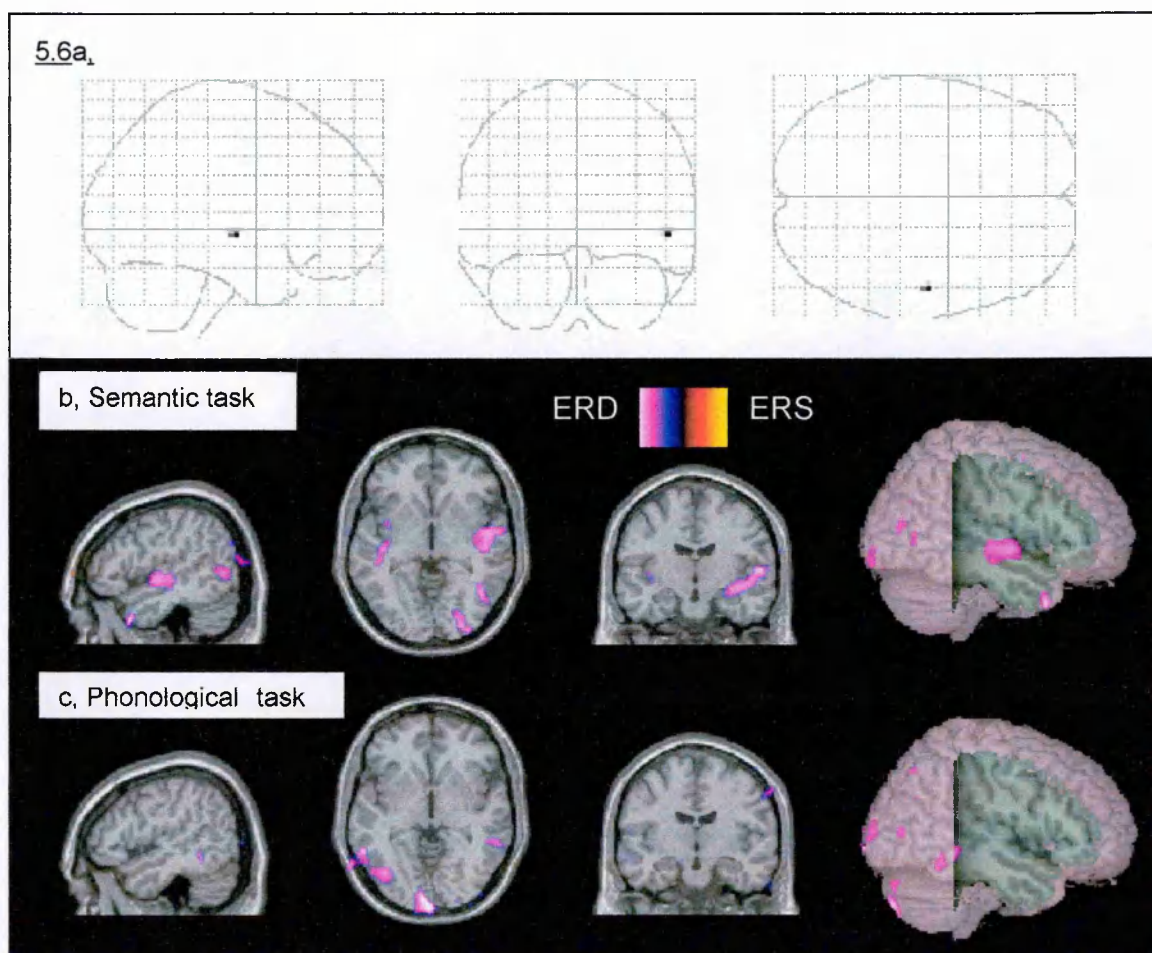 5.6a,
b, Semantic task
ERD ERS
c, Phonological task